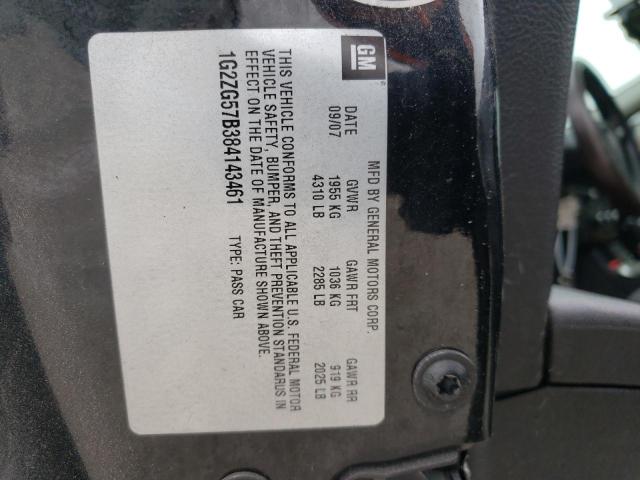 GM
MFD BY GENERAL MOTORS CORP.
DATE GVWR GAWR FRT GAWR RR
09/07 1955 KG 1036 KG 919 KG
4310 LB 2285 LB 2025 LB
THIS VEHICLE CONFORMS TO ALL APPLICABLE U.S. FEDERAL MOTOR
VEHICLE SAFETY, BUMPER, AND THEFT PREVENTION STANDARDS IN
EFFECT ON THE DATE OF MANUFACTURE SHOWN ABOVE.
1G2ZG57B384143461 TYPE: PASS CAR